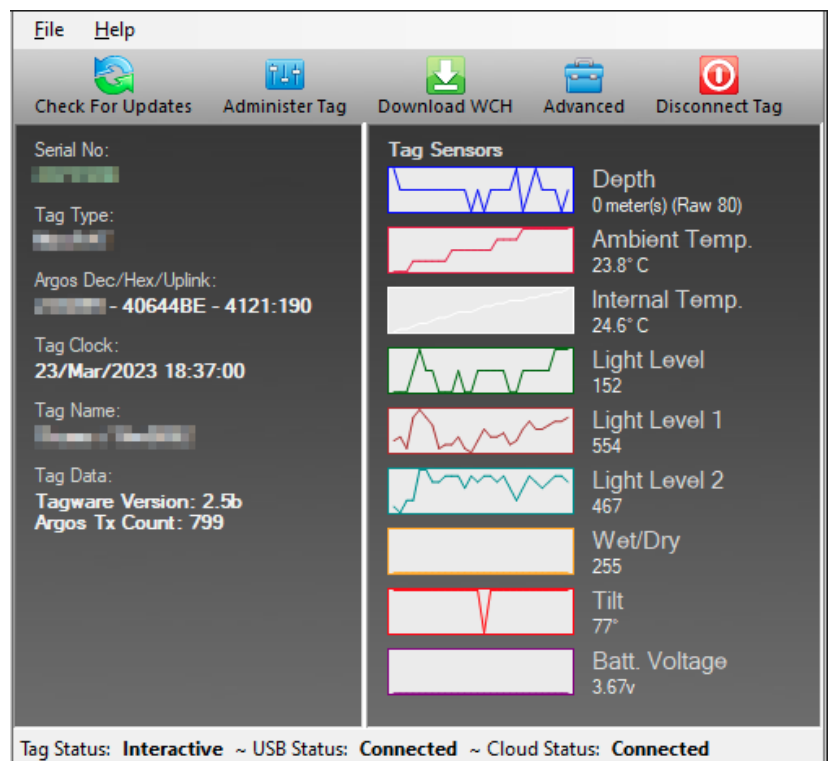 File Help
Check For Updates Administer Tag Download WCH Advanced Disconnect Tag
Serial No:
Tag Type:
Argos Dec/Hex/Uplink:
- 40644BE - 4121:190
Tag Clock:
23/Mar/2023 18:37:00
Tag Name:
Tag Data:
Tagware Version: 2.5b
Argos Tx Count: 799
Tag Sensors
Depth
0 meter(s) (Raw 80)
Ambient Temp.
23.8° C
Internal Temp.
24.6° C
Light Level
152
Light Level 1
554
Light Level 2
467
Wet/Dry
255
Tilt
77°
Batt. Voltage
3.67v
Tag Status: Interactive ~ USB Status: Connected ~ Cloud Status: Connected